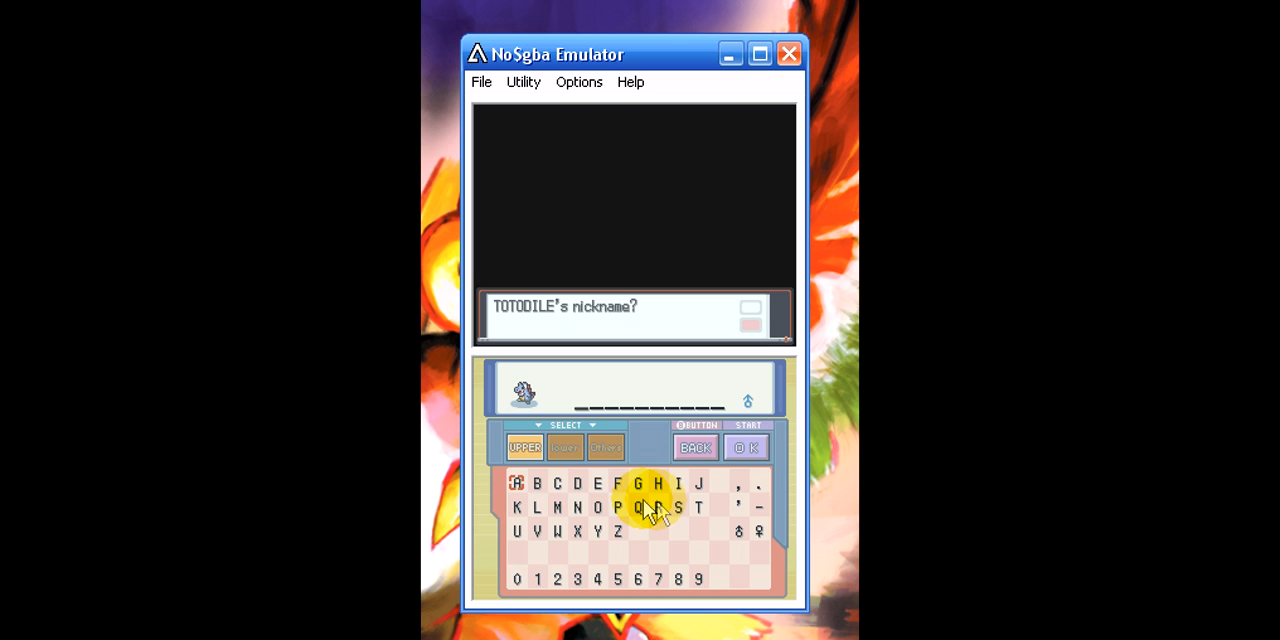 No$gba Emulator
File Utility Options Help
TOTODILE's nickname?
▼ SELECT ▼ ⒷBUTTON START
UPPER lower Others BACK OK
A B C D E F G H I J , .
K L M N O P Q R S T ' -
U V W X Y Z ♂ ♀
0 1 2 3 4 5 6 7 8 9